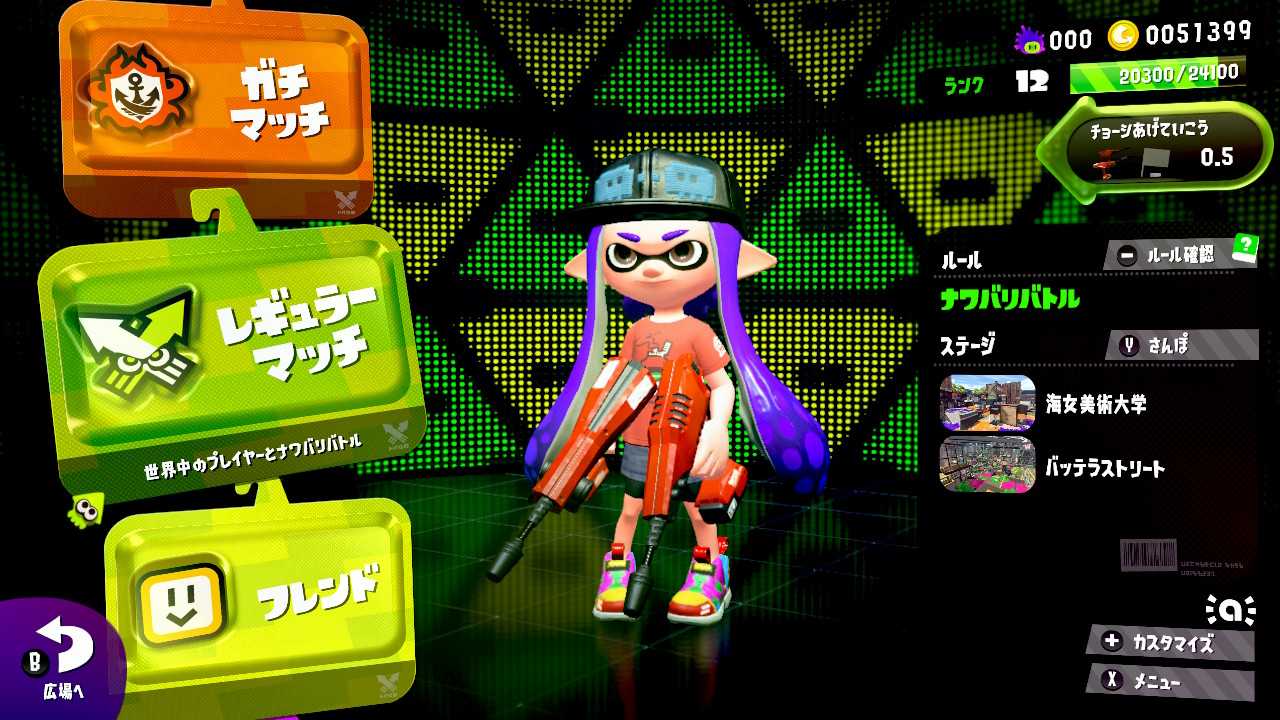 ガチ
マッチ
レギュラー
マッチ
世界中のプレイヤーとナワバリバトル
フレンド
B
広場へ
000
0051399
ランク 12 20300/24100
チョーシあげていこう
0.5
ルール
− ルール確認 ?
ナワバリバトル
ステージ
Y さんぽ
海女美術大学
バッテラストリート
+ カスタマイズ
X メニュー